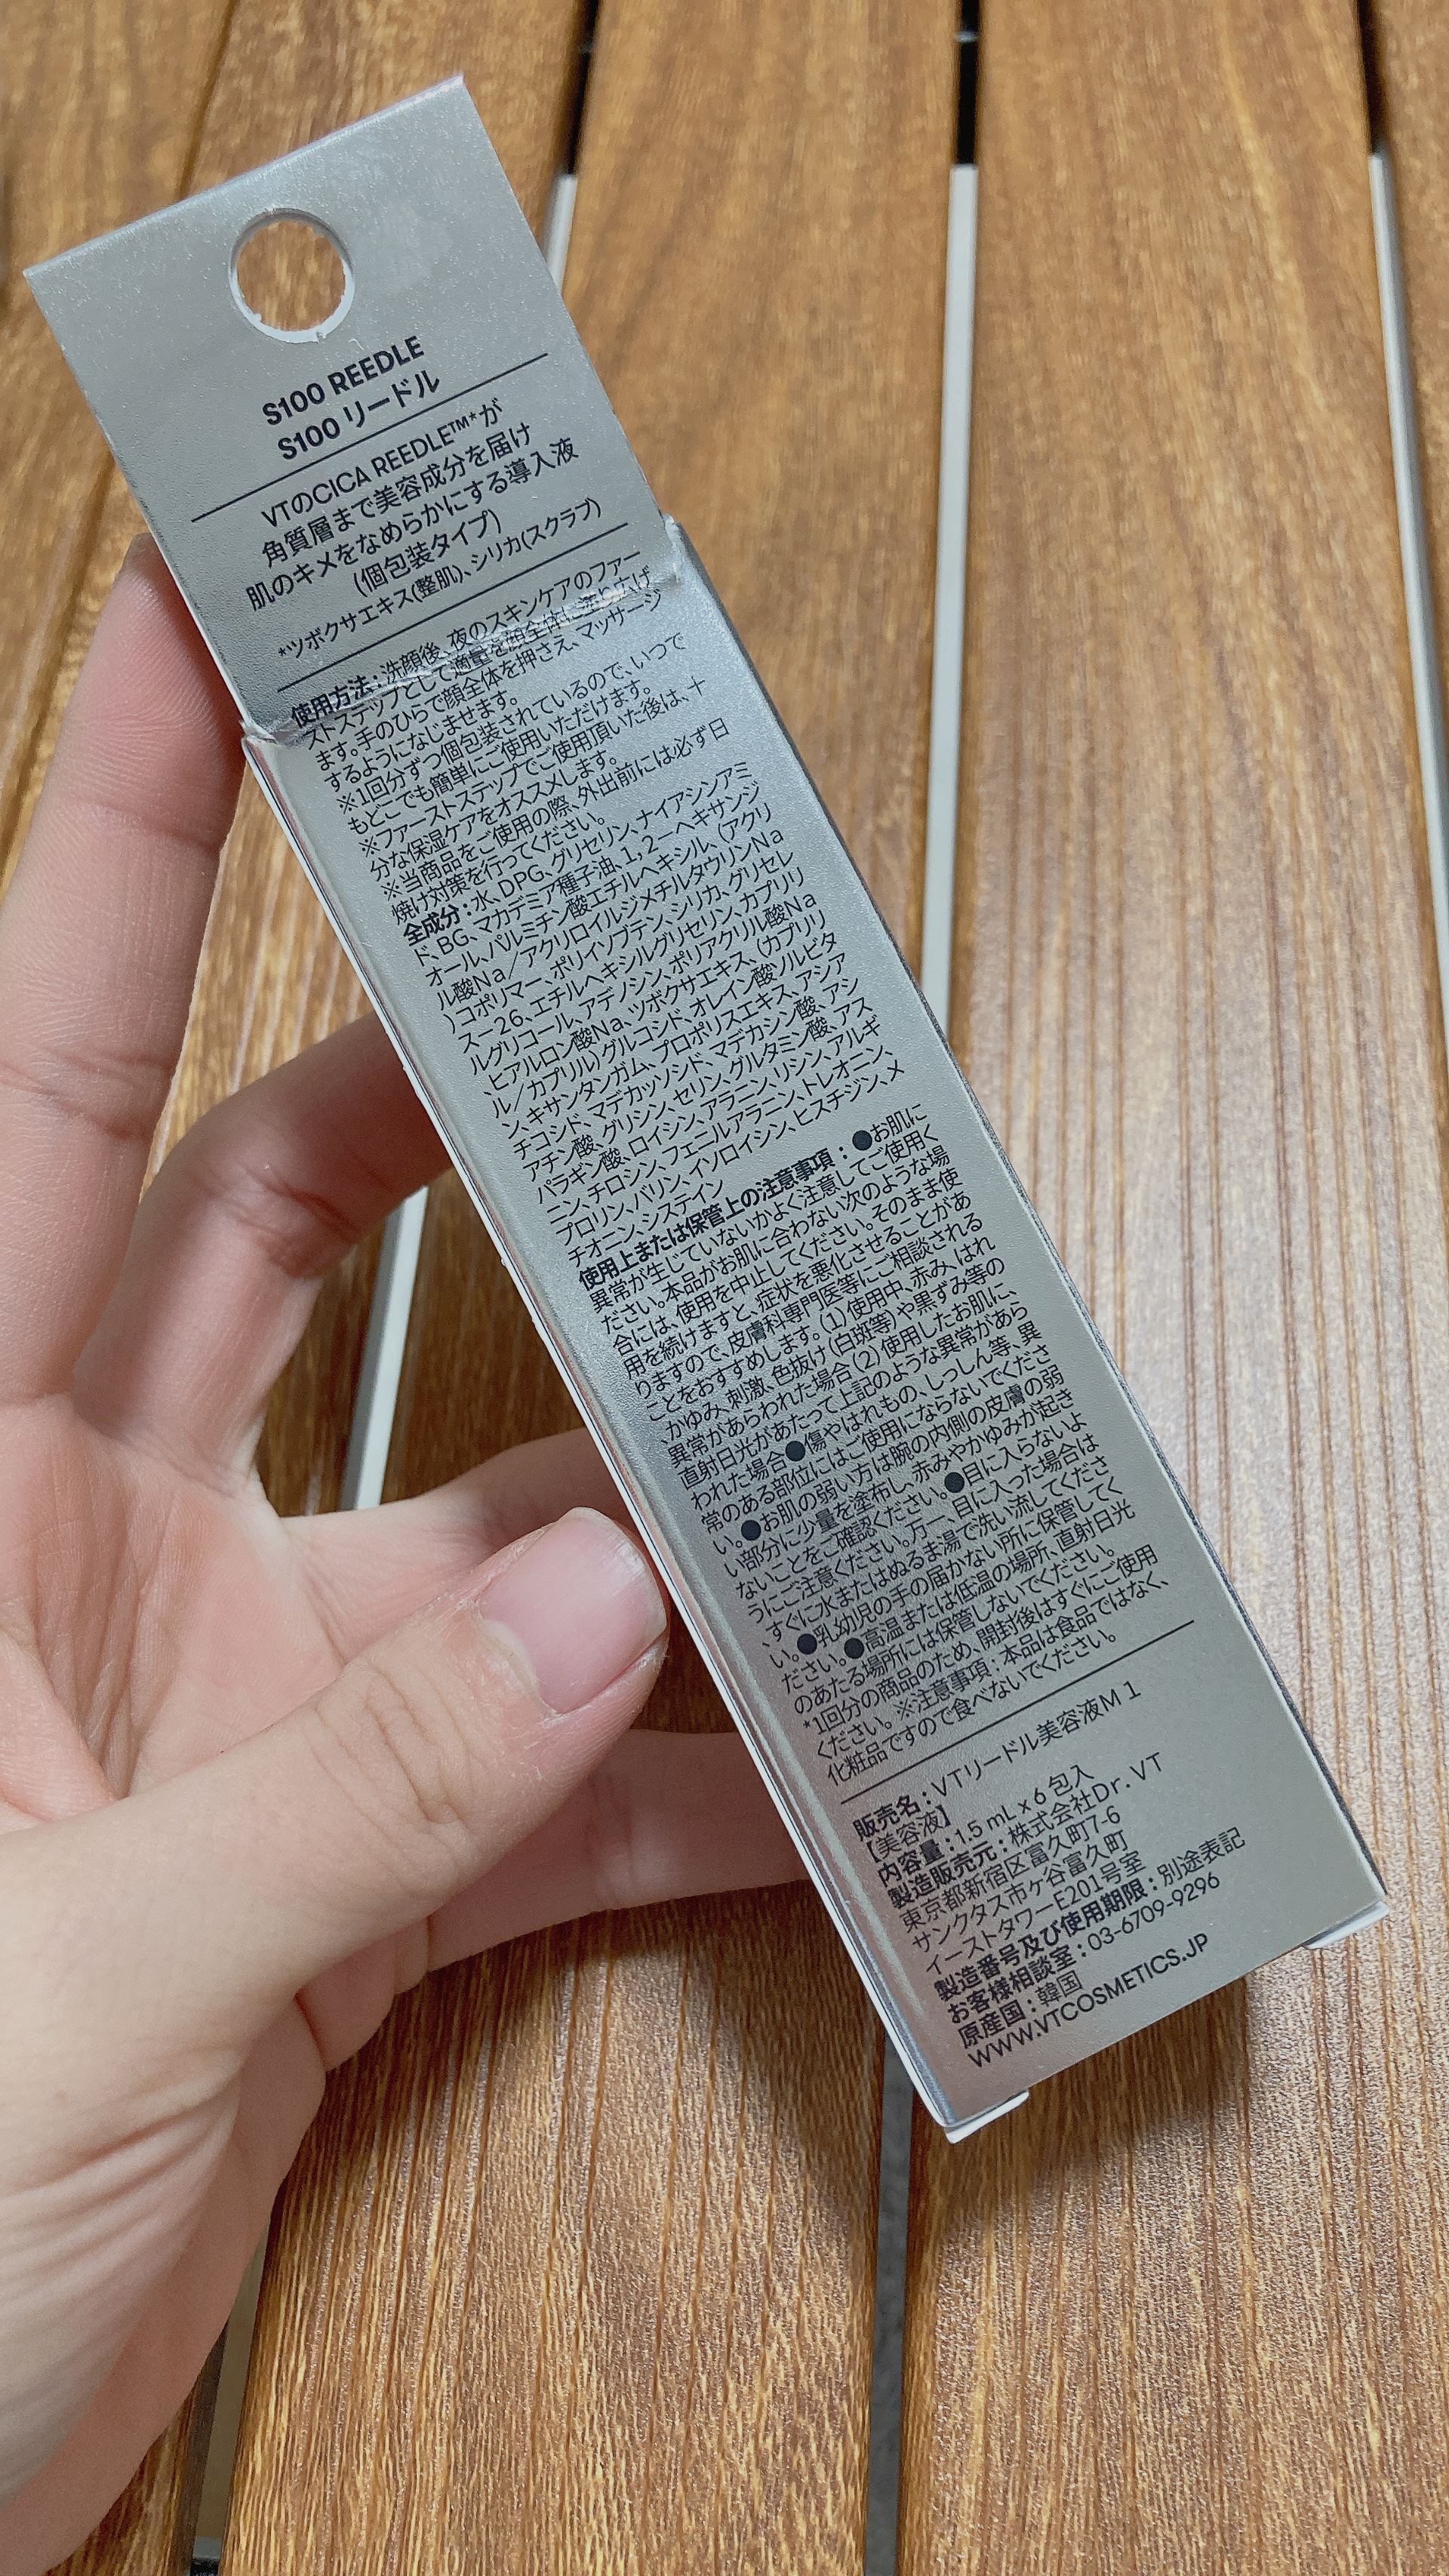 S100 REEDLE
S100 リードル
VTのCICA REEDLE™*が
角質層まで美容成分を届け
肌のキメをなめらかにする導入液
(個包装タイプ)
*ツボクサエキス(整肌)、シリカ(スクラブ)
使用方法:洗顔後、夜のスキンケアのファー
ストステップとして適量を顔全体に塗り広げ
ます。手のひらで顔全体を押さえ、マッサージ
するようになじませます。
※1回分ずつ個包装されているので、いつで
もどこでも簡単にご使用いただけます。
※ファーストステップでご使用頂いた後は、十
分な保湿ケアをオススメします。
※当商品をご使用の際、外出前には必ず日
焼け対策を行ってください。
全成分:水、DPG、グリセリン、ナイアシンアミ
ド、BG、マカデミア種子油、1,2-ヘキサンジ
オール、パルミチン酸エチルヘキシル、(アクリ
ル酸Na/アクリロイルジメチルタウリンNa
)コポリマー、ポリイソブテン、シリカ、グリセレ
ス-26、エチルヘキシルグリセリン、カプリリ
ルグリコール、アデノシン、ポリアクリル酸Na
、ヒアルロン酸Na、ツボクサエキス、(カプリリ
ル/カプリル)グルコシド、オレイン酸ソルビタ
ン、キサンタンガム、プロポリスエキス、アシア
チコシド、マデカッソシド、マデカシン酸、アシ
アチン酸、グリシン、セリン、グルタミン酸、アス
パラギン酸、ロイシン、アラニン、リシン、アルギ
ニン、チロシン、フェニルアラニン、トレオニン、
プロリン、バリン、イソロイシン、ヒスチジン、メ
チオニン、システイン
使用上または保管上の注意事項:●お肌に
異常が生じていないかよく注意してご使用く
ださい。本品がお肌に合わない次のような場
合には、使用を中止してください。そのまま使
用を続けますと、症状を悪化させることがあ
りますので、皮膚科専門医等にご相談される
ことをおすすめします。(1)使用中、赤み、はれ
、かゆみ、刺激、色抜け(白斑等)や黒ずみ等の
異常があらわれた場合(2)使用したお肌に、
直射日光があたって上記のような異常があら
われた場合●傷やはれもの、しっしん等、異
常のある部位にはご使用にならないでくださ
い。●お肌の弱い方は腕の内側の皮膚の弱
い部分に少量を塗布し、赤みやかゆみが起き
ないことをご確認ください。●目に入らないよ
うにご注意ください。万一、目に入った場合は
、すぐに水またはぬるま湯で洗い流してくださ
い。●乳幼児の手の届かない所に保管してく
ださい。●高温または低温の場所、直射日光
のあたる場所には保管しないでください。
*1回分の商品のため、開封後はすぐにご使用
ください。※注意事項:本品は食品ではなく、
化粧品ですので食べないでください。
販売名:VTリードル美容液M 1
【美容液】
内容量:1.5 mL x 6 包入
製造販売元:株式会社Dr.VT
東京都新宿区富久町7-6
サンクタス市ヶ谷富久町
イーストタワーE201号室
製造番号及び使用期限:別途表記
お客様相談室:03-6709-9296
原産国:韓国
WWW.VTCOSMETICS.JP